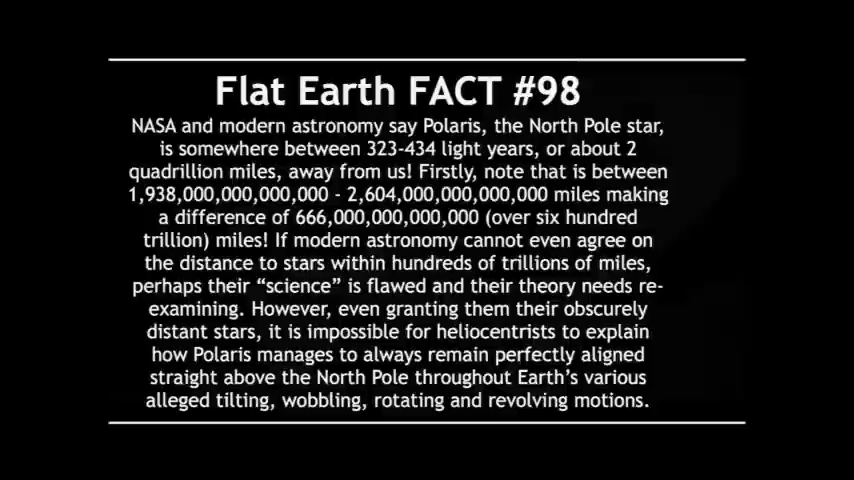 Flat Earth FACT #98
NASA and modern astronomy say Polaris, the North Pole star,
is somewhere between 323-434 light years, or about 2
quadrillion miles, away from us! Firstly, note that is between
1,938,000,000,000,000 - 2,604,000,000,000,000 miles making
a difference of 666,000,000,000,000 (over six hundred
trillion) miles! If modern astronomy cannot even agree on
the distance to stars within hundreds of trillions of miles,
perhaps their “science” is flawed and their theory needs re-
examining. However, even granting them their obscurely
distant stars, it is impossible for heliocentrists to explain
how Polaris manages to always remain perfectly aligned
straight above the North Pole throughout Earth’s various
alleged tilting, wobbling, rotating and revolving motions.